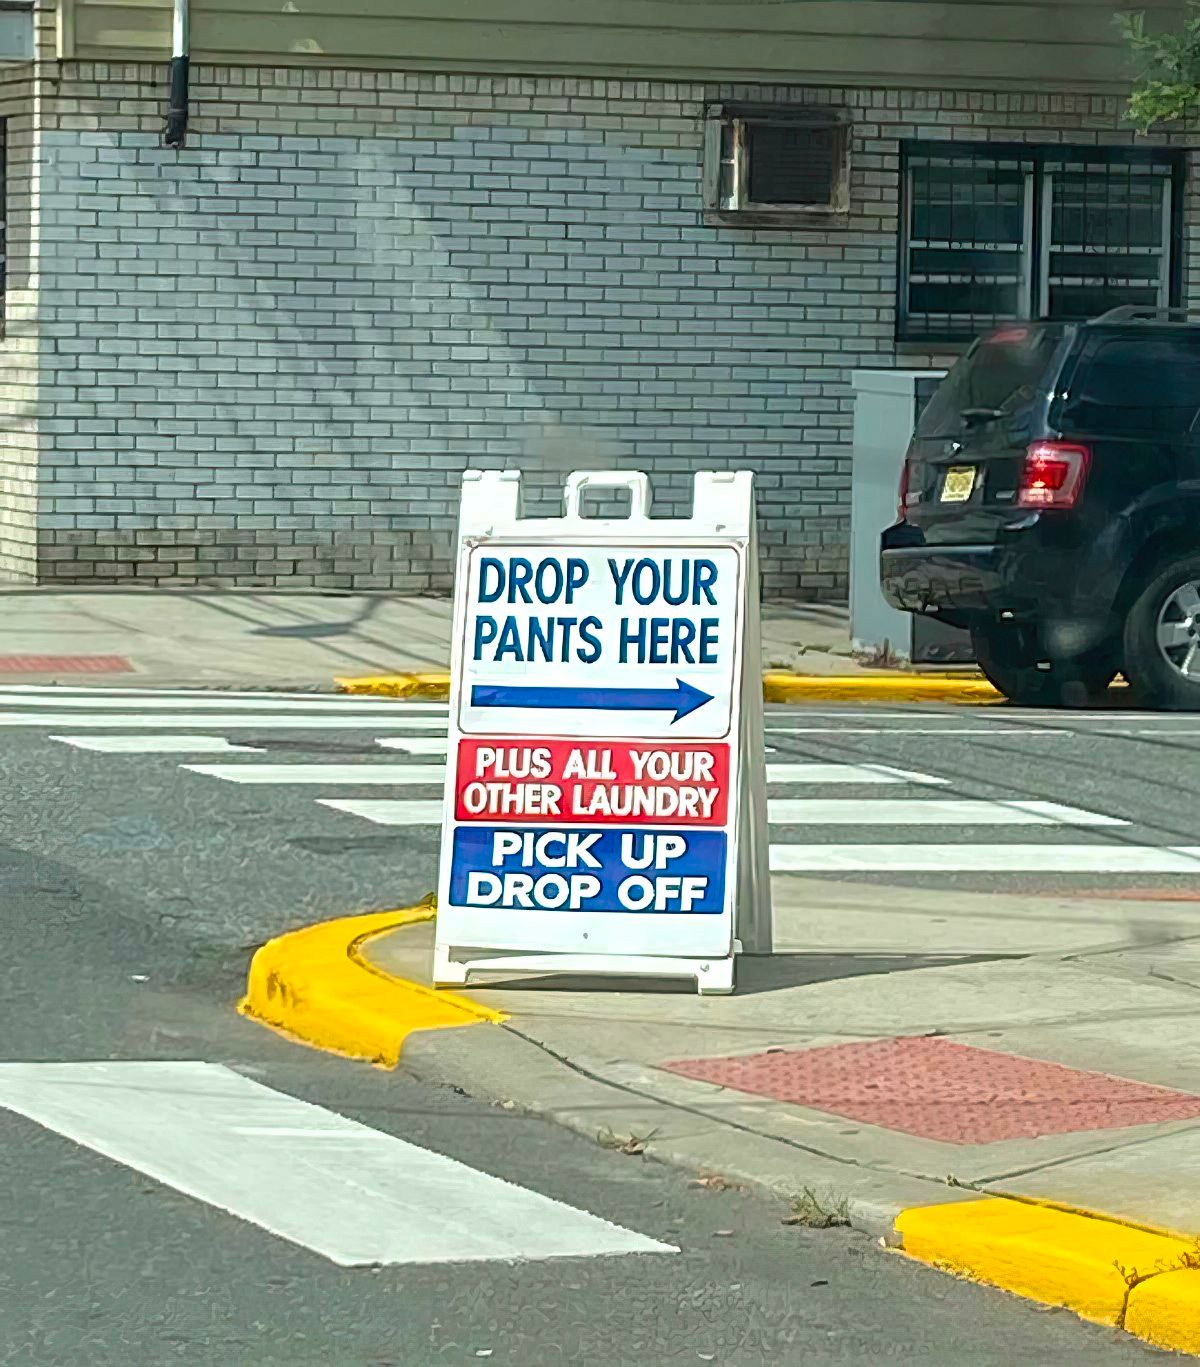 DROP YOUR
PANTS HERE
PLUS ALL YOUR
OTHER LAUNDRY
PICK UP
DROP OFF